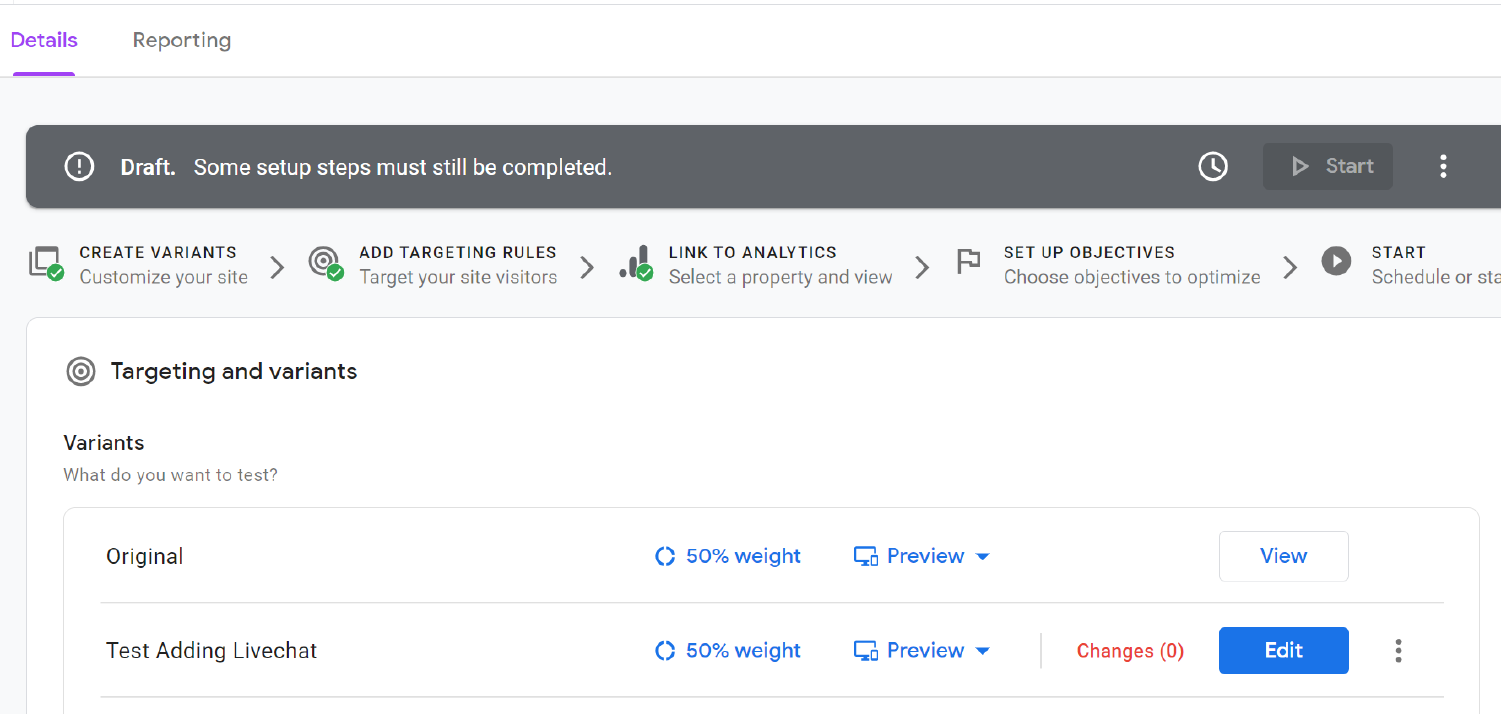 Details Reporting
Draft. Some setup steps must still be completed. Start
CREATE VARIANTS ADD TARGETING RULES LINK TO ANALYTICS SET UP OBJECTIVES START
Customize your site Target your site visitors Select a property and view Choose objectives to optimize Schedule or sta
Targeting and variants
Variants
What do you want to test?
Original 50% weight Preview View
Test Adding Livechat 50% weight Preview Changes (0) Edit